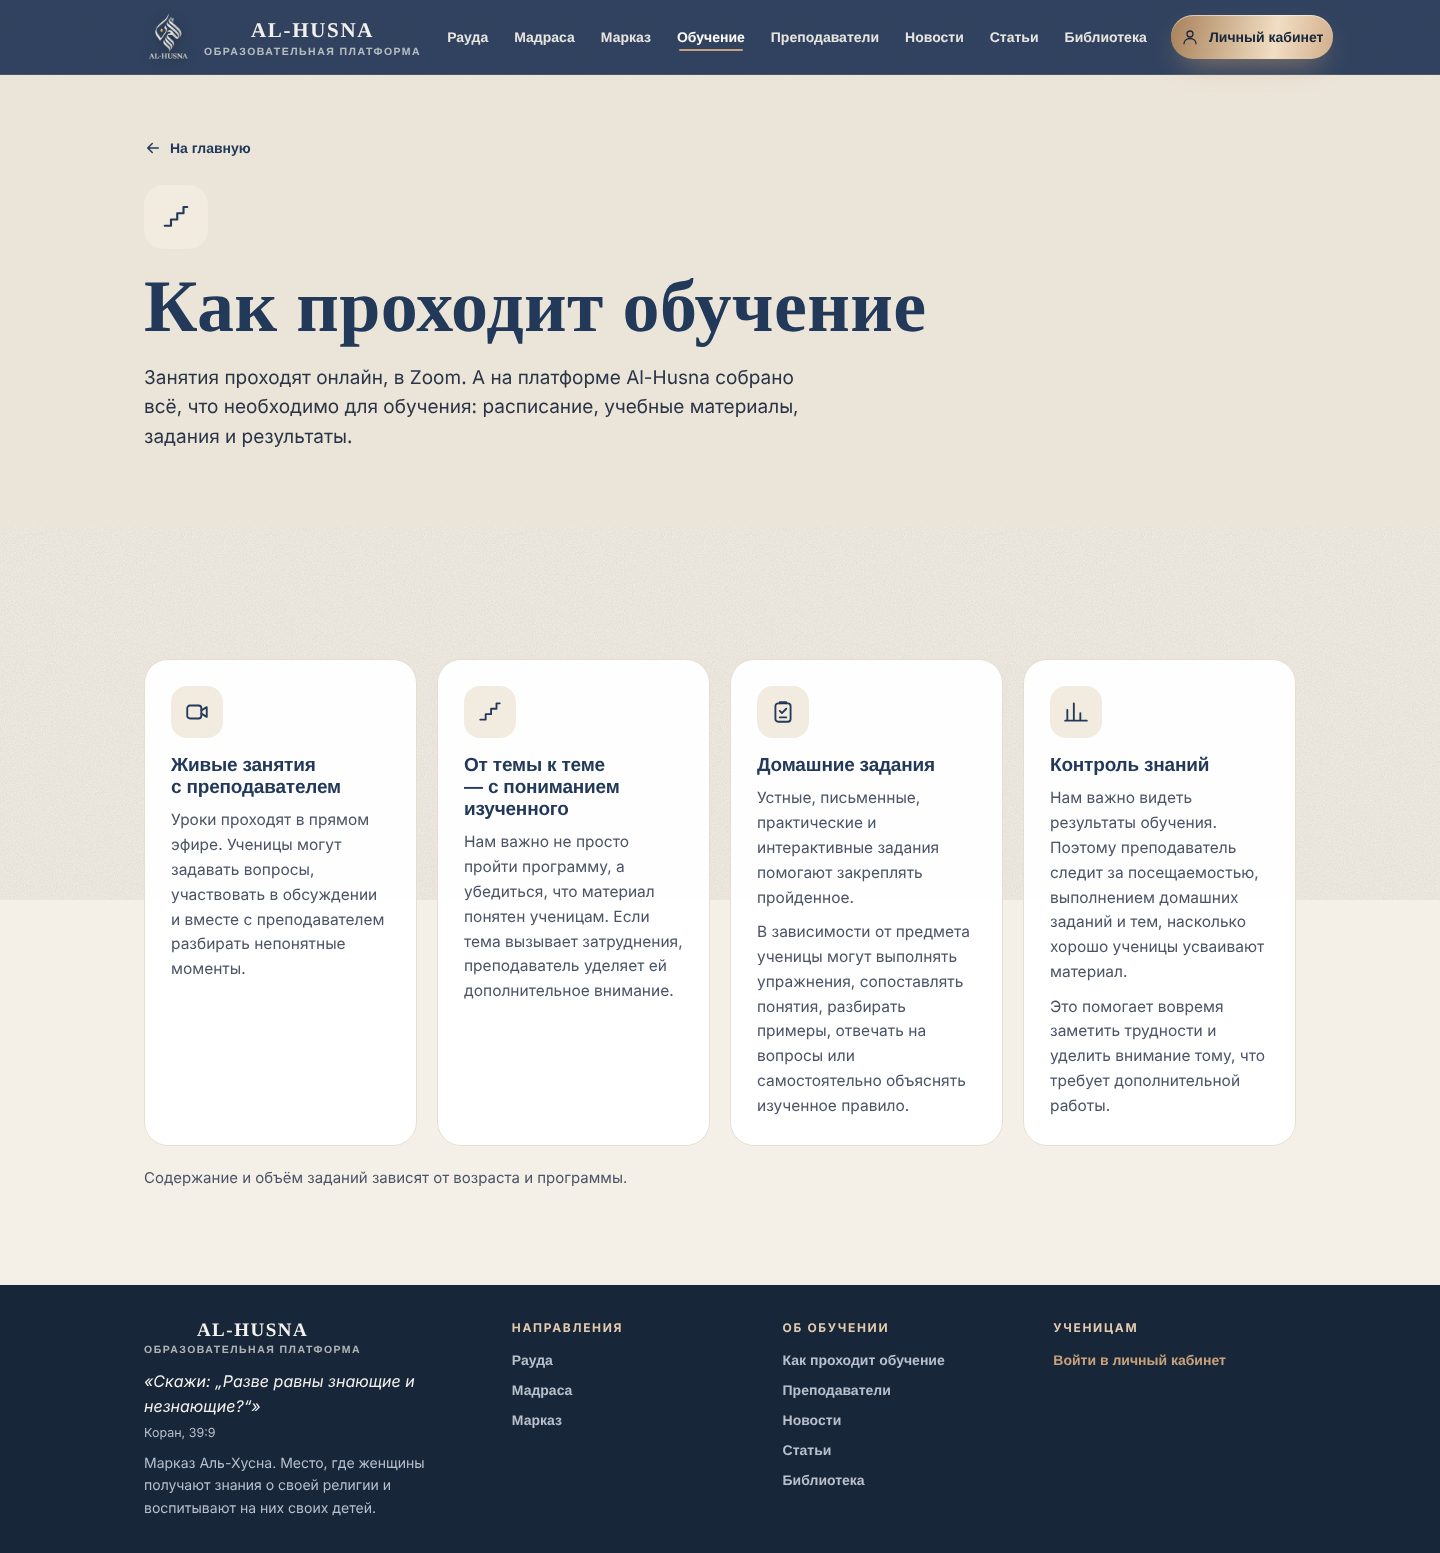 AL-HUSNA
AL-HUSNA
ОБРАЗОВАТЕЛЬНАЯ ПЛАТФОРМА
Рауда
Мадраса
Марказ
Обучение
Преподаватели
Новости
Статьи
Библиотека
Личный кабинет
На главную
Как проходит обучение
Занятия проходят онлайн, в Zoom. А на платформе Al-Husna собрано
всё, что необходимо для обучения: расписание, учебные материалы,
задания и результаты.
Живые занятия
с преподавателем
Уроки проходят в прямом
эфире. Ученицы могут
задавать вопросы,
участвовать в обсуждении
и вместе с преподавателем
разбирать непонятные
моменты.
От темы к теме
— с пониманием
изученного
Нам важно не просто
пройти программу, а
убедиться, что материал
понятен ученицам. Если
тема вызывает затруднения,
преподаватель уделяет ей
дополнительное внимание.
Домашние задания
Устные, письменные,
практические и
интерактивные задания
помогают закреплять
пройденное.
В зависимости от предмета
ученицы могут выполнять
упражнения, сопоставлять
понятия, разбирать
примеры, отвечать на
вопросы или
самостоятельно объяснять
изученное правило.
Контроль знаний
Нам важно видеть
результаты обучения.
Поэтому преподаватель
следит за посещаемостью,
выполнением домашних
заданий и тем, насколько
хорошо ученицы усваивают
материал.
Это помогает вовремя
заметить трудности и
уделить внимание тому, что
требует дополнительной
работы.
Содержание и объём заданий зависят от возраста и программы.
AL-HUSNA
ОБРАЗОВАТЕЛЬНАЯ ПЛАТФОРМА
«Скажи: „Разве равны знающие и
незнающие?“»
Коран, 39:9
Марказ Аль-Хусна. Место, где женщины
получают знания о своей религии и
воспитывают на них своих детей.
НАПРАВЛЕНИЯ
Рауда
Мадраса
Марказ
ОБ ОБУЧЕНИИ
Как проходит обучение
Преподаватели
Новости
Статьи
Библиотека
УЧЕНИЦАМ
Войти в личный кабинет